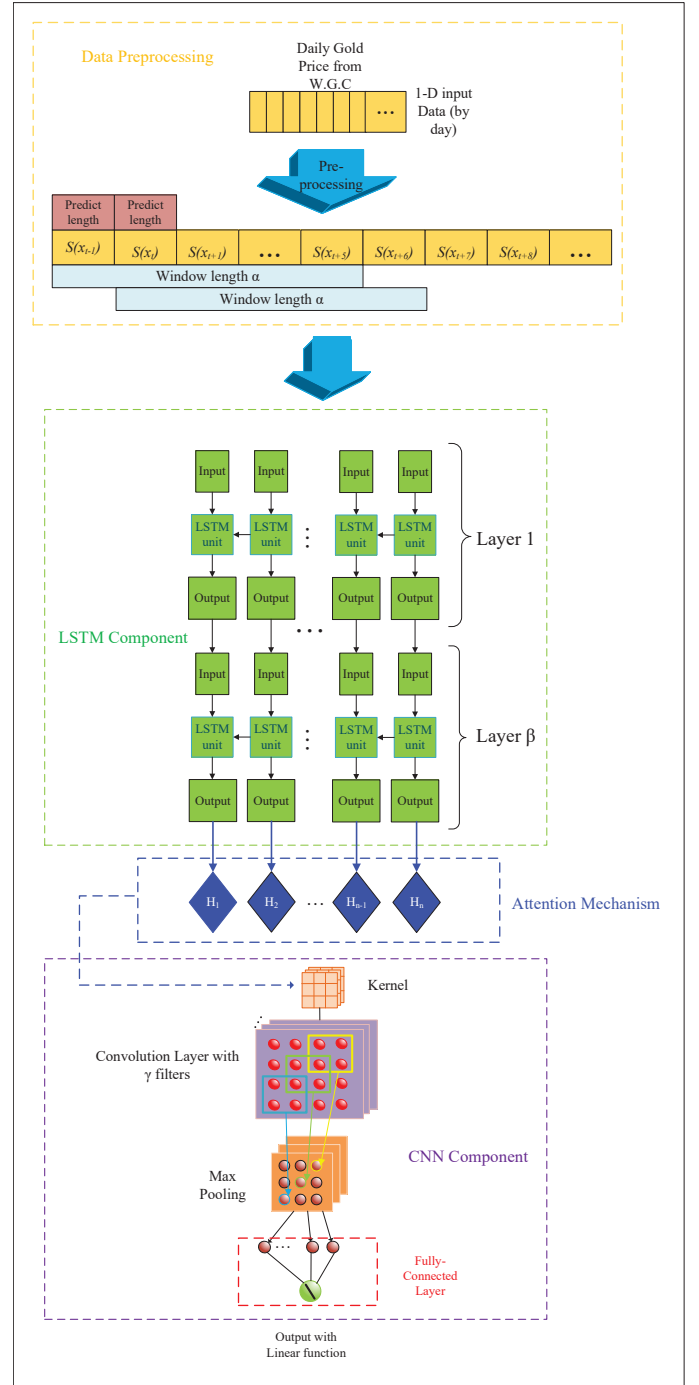 Data Preprocessing
Daily Gold
Price from
W.G.C
1-D input
Data (by
day)
...
Pre-
processing
Predict
length
Predict
length
S(xt-1)
S(xt)
S(xt+1)
...
S(xt+5)
S(xt+6)
S(xt+7)
S(xt+8)
...
Window length α
Window length α
Input
Input
Input
Input
LSTM
unit
LSTM
unit
⋮
LSTM
unit
LSTM
unit
Layer 1
Output
Output
Output
Output
...
LSTM Component
Input
Input
Input
Input
LSTM
unit
LSTM
unit
⋮
LSTM
unit
LSTM
unit
Layer β
Output
Output
Output
Output
H1
H2
...
Hn-1
Hn
Attention Mechanism
Kernel
Convolution Layer with
γ filters
CNN Component
Max
Pooling
...
Fully-
Connected
Layer
Output with
Linear function